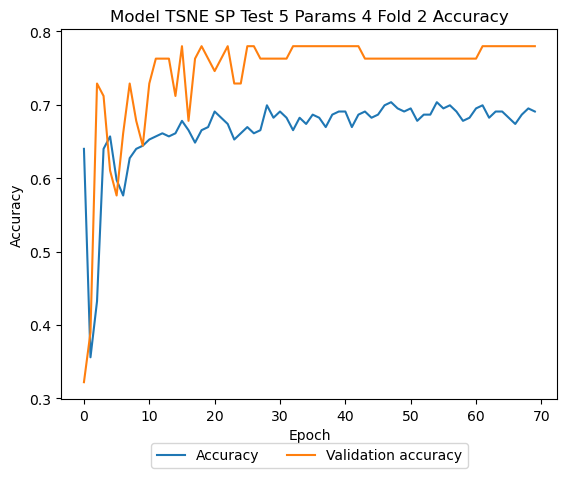 Model TSNE SP Test 5 Params 4 Fold 2 Accuracy
0.8
0.7
0.6
0.5
0.4
0.3
Accuracy
0 10 20 30 40 50 60 70
Epoch
Accuracy Validation accuracy